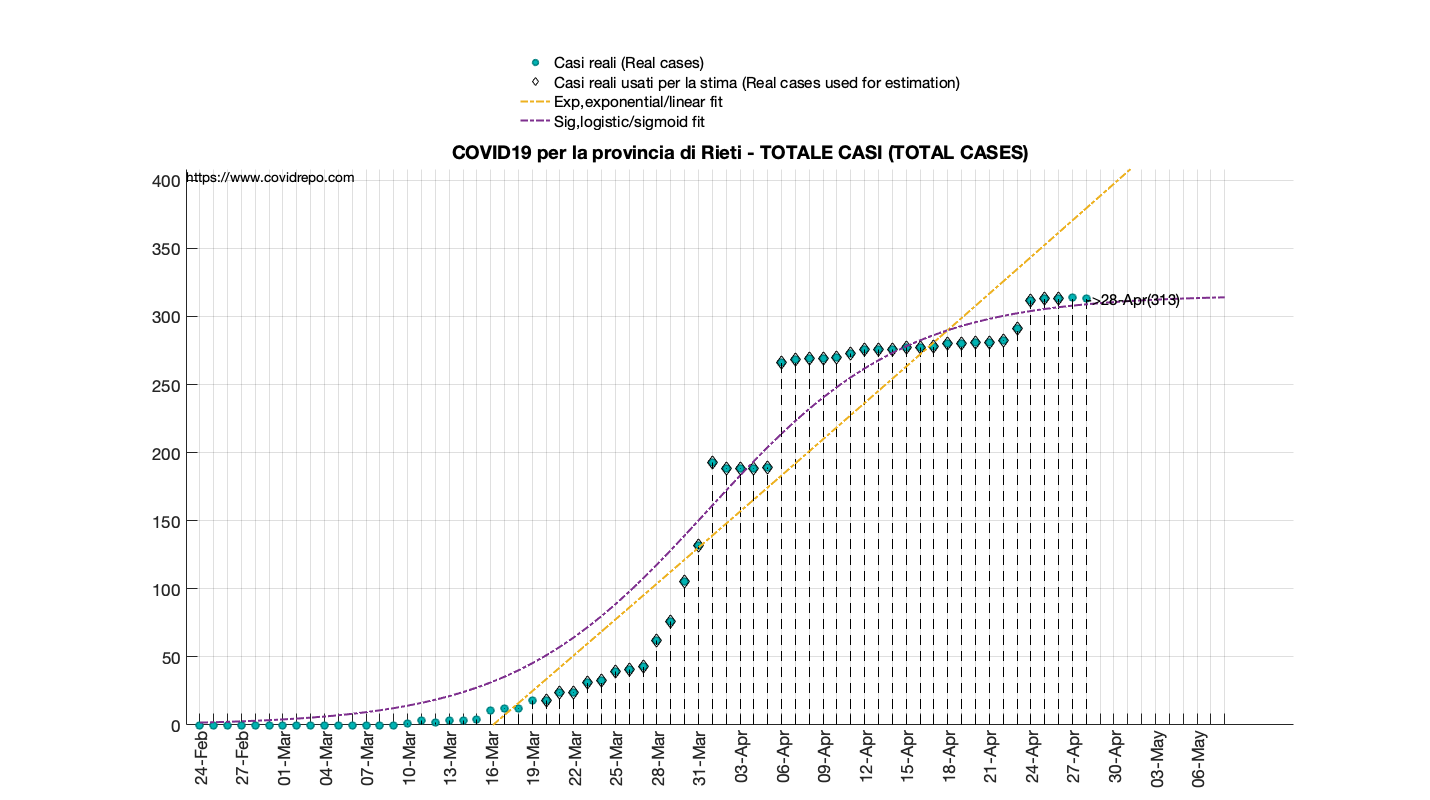 Casi reali (Real cases)
Casi reali usati per la stima (Real cases used for estimation)
Exp,exponential/linear fit
Sig,logistic/sigmoid fit
COVID19 per la provincia di Rieti - TOTALE CASI (TOTAL CASES)
https://www.covidrepo.com
400
350
300
250
200
150
100
50
0
->28-Apr(313)
24-Feb
27-Feb
01-Mar
04-Mar
07-Mar
10-Mar
13-Mar
16-Mar
19-Mar
22-Mar
25-Mar
28-Mar
31-Mar
03-Apr
06-Apr
09-Apr
12-Apr
15-Apr
18-Apr
21-Apr
24-Apr
27-Apr
30-Apr
03-May
06-May